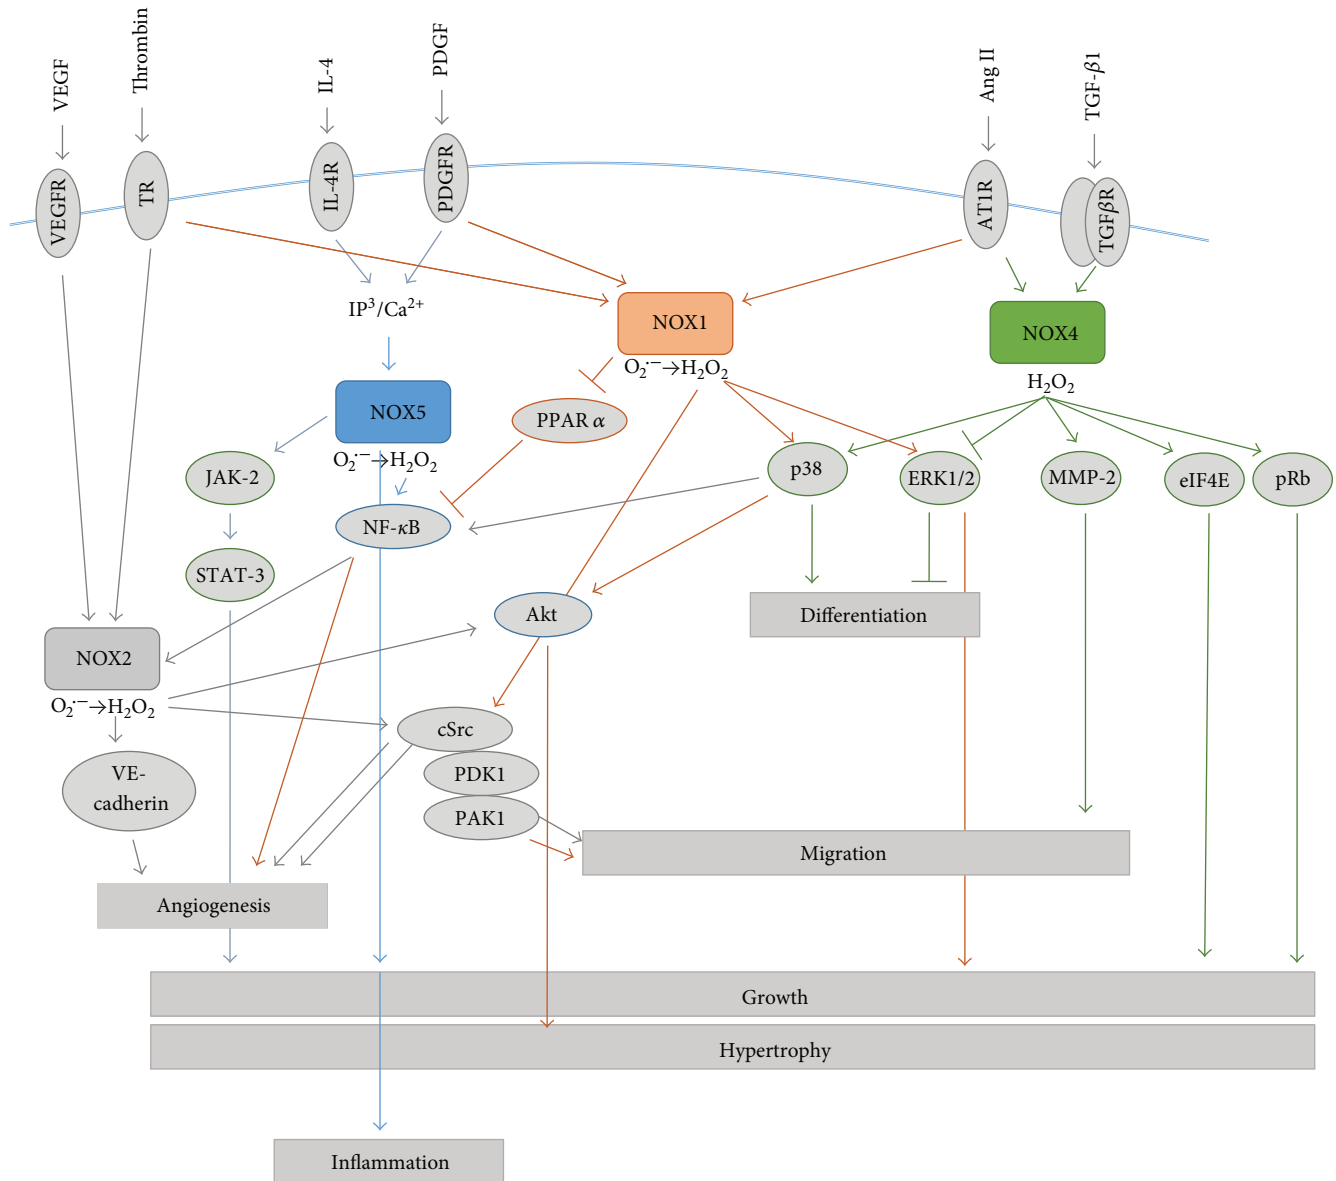 VEGF
Thrombin
IL-4
PDGF
Ang II
TGF-β1
VEGFR
TR
IL-4R
PDGFR
AT1R
TGFβR
IP³/Ca²⁺
NOX1
O₂·⁻→H₂O₂
NOX4
H₂O₂
NOX5
O₂·⁻→H₂O₂
PPAR α
JAK-2
p38
ERK1/2
MMP-2
eIF4E
pRb
NF-κB
STAT-3
Akt
Differentiation
NOX2
O₂·⁻→H₂O₂
cSrc
VE-
cadherin
PDK1
PAK1
Migration
Angiogenesis
Growth
Hypertrophy
Inflammation